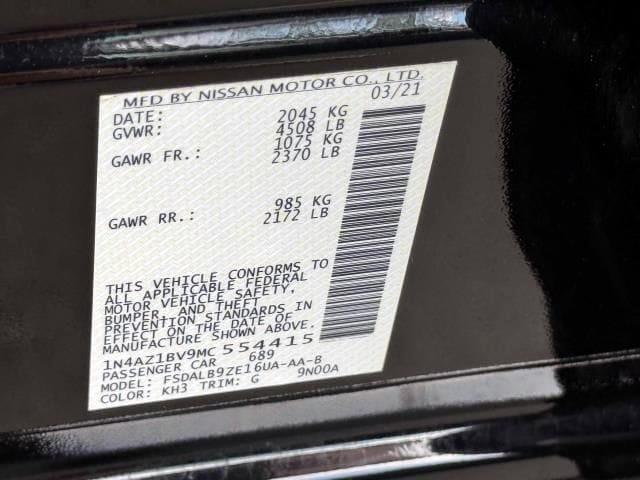 MFD BY NISSAN MOTOR CO., LTD.
DATE: 03/21
GVWR: 2045 KG
4508 LB
GAWR FR.: 1075 KG
2370 LB
GAWR RR.: 985 KG
2172 LB
THIS VEHICLE CONFORMS TO
ALL APPLICABLE FEDERAL
MOTOR VEHICLE SAFETY,
BUMPER, AND THEFT
PREVENTION STANDARDS IN
EFFECT ON THE DATE OF
MANUFACTURE SHOWN ABOVE.
1N4AZ1BV9MC 554415
PASSENGER CAR 689
MODEL: FSDALB9ZE16UA-AA-B
COLOR: KH3 TRIM: G 9N00A